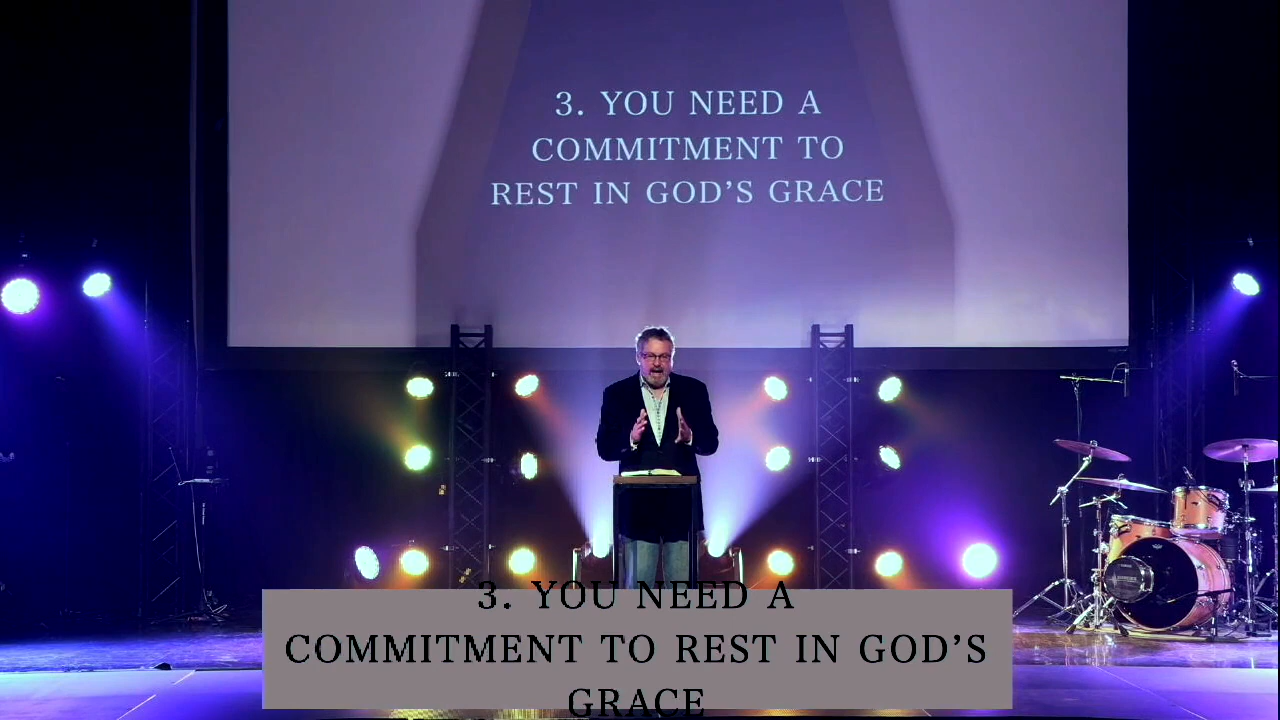 3. YOU NEED A
COMMITMENT TO
REST IN GOD'S GRACE
3. YOU NEED A
COMMITMENT TO REST IN GOD'S
GRACE